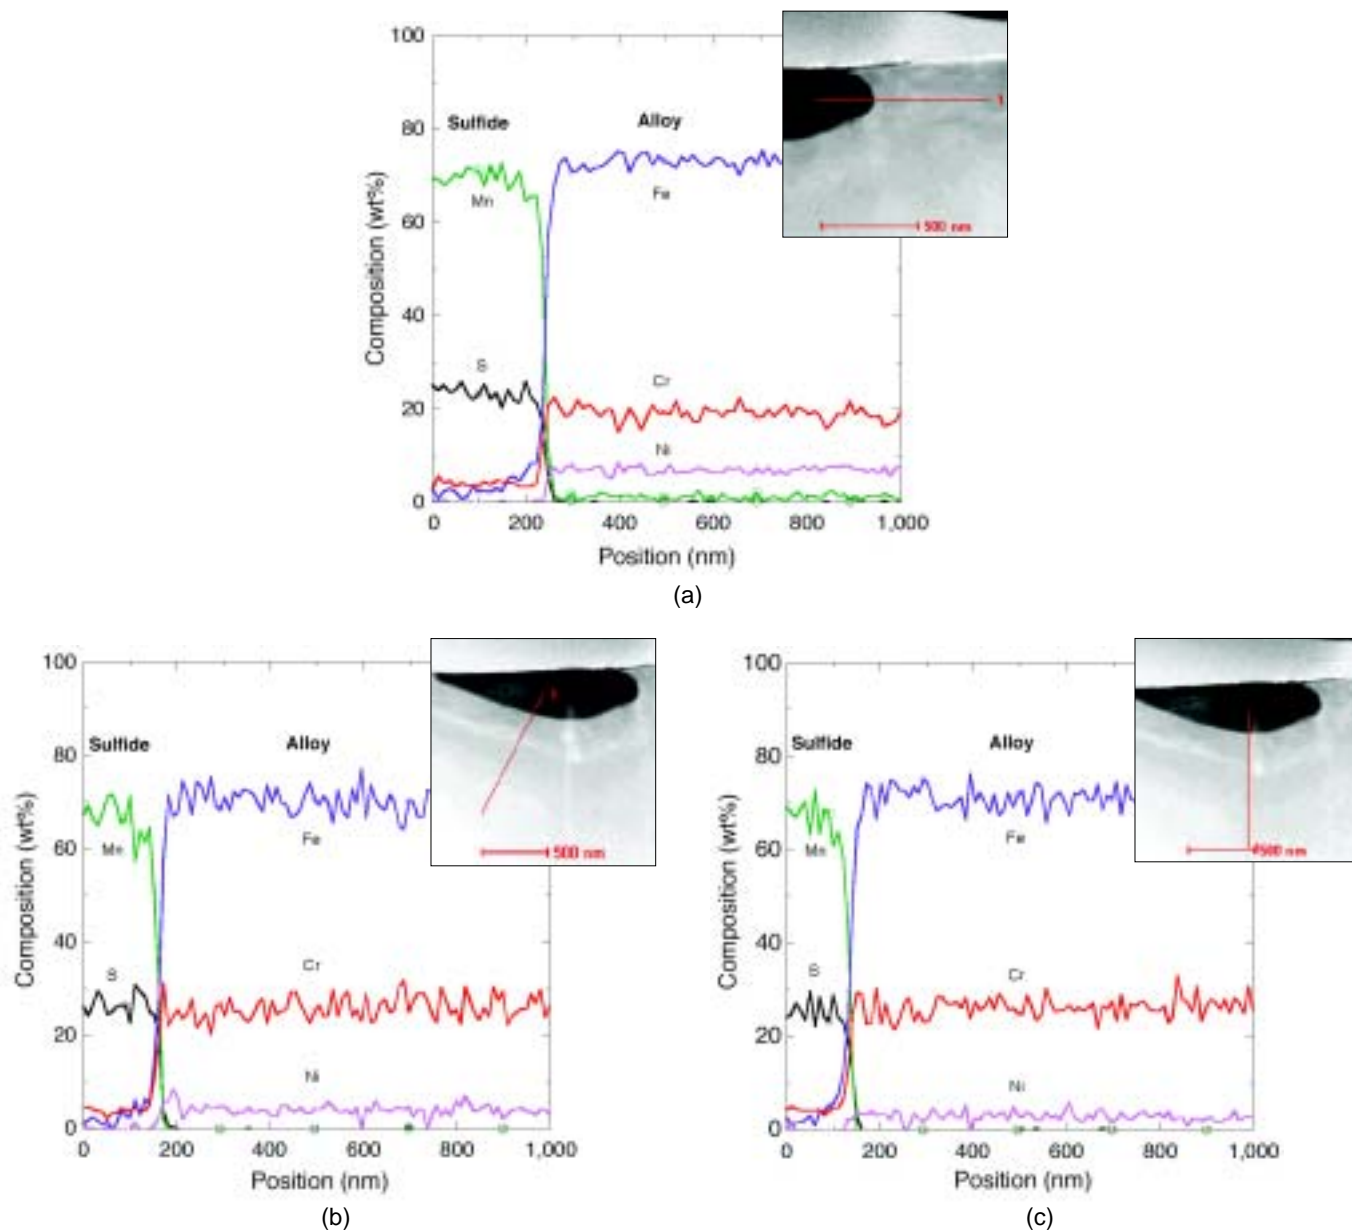 100
80
60
40
20
0
Composition (wt%)
Sulfide
Alloy
Mn
Fe
S
Cr
Ni
500 nm
0 200 400 600 800 1,000
Position (nm)
(a)
100
80
60
40
20
0
Composition (wt%)
Sulfide
Alloy
Mn
Fe
S
Cr
Ni
500 nm
0 200 400 600 800 1,000
Position (nm)
(b)
100
80
60
40
20
0
Composition (wt%)
Sulfide
Alloy
Mn
Fe
S
Cr
Ni
500 nm
0 200 400 600 800 1,000
Position (nm)
(c)